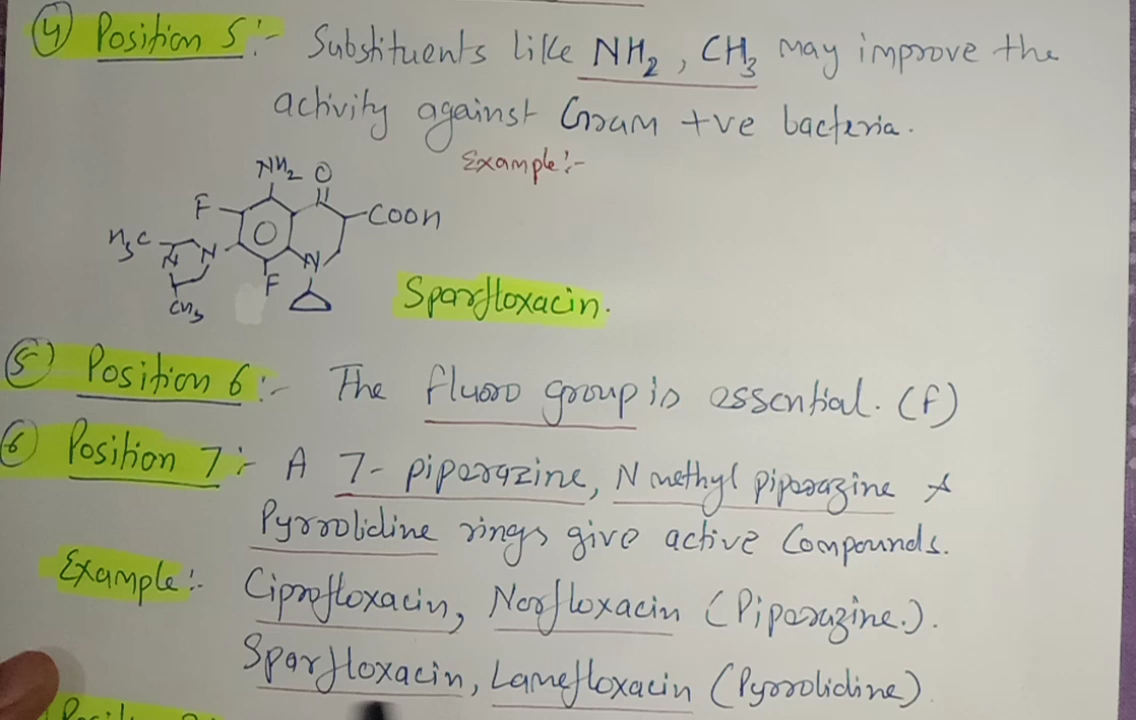 (4) Position 5 :- Substituents like NH2, CH3 may improve the
activity against Gram +ve bacteria.
Example:-
NH2 O
F
COOH
H3C
N N
N
F
CH3
Sparfloxacin.
(5) Position 6 :- The fluoro group is essential. (F)
(6) Position 7 :- A 7-piperazine, N methyl piperazine &
Pyrrolidine rings give active Compounds.
Example:- Ciprofloxacin, Norfloxacin (Piperazine.).
Sparfloxacin, Lamefloxacin (Pyrrolidine).